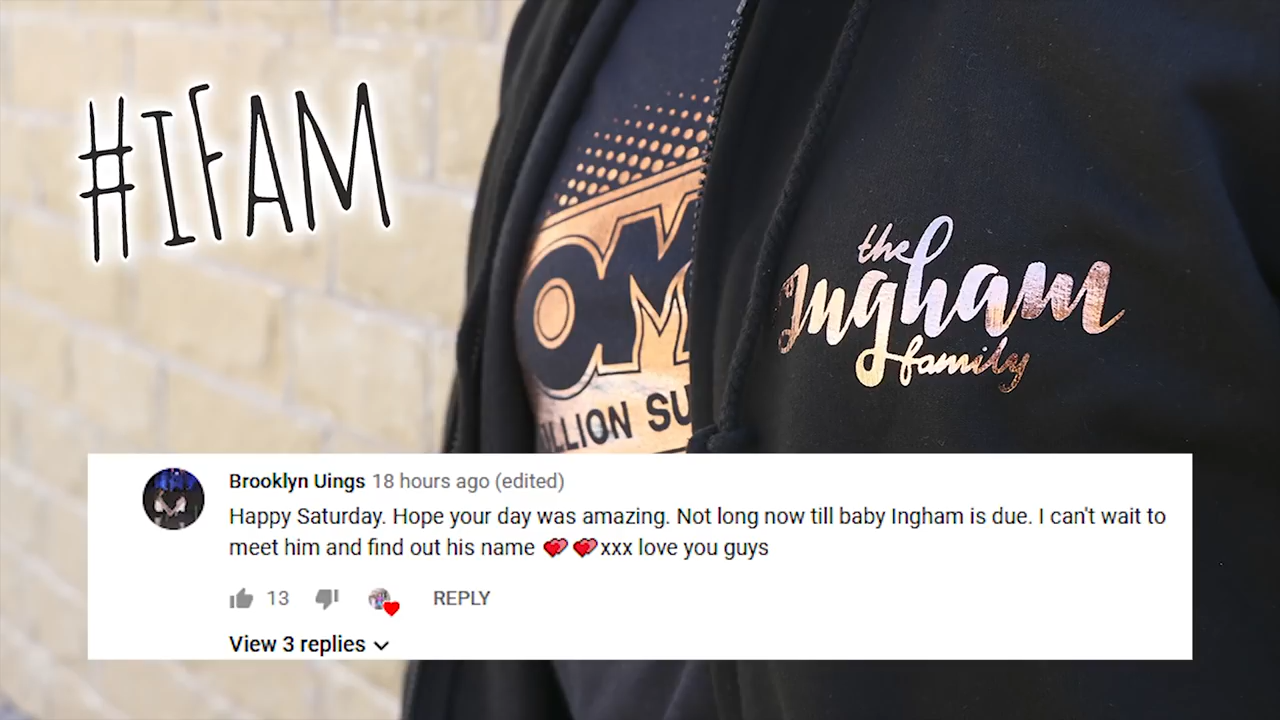 #IFAM
OM
ILLION SU
the
Ingham
family
Brooklyn Uings 18 hours ago (edited)
Happy Saturday. Hope your day was amazing. Not long now till baby Ingham is due. I can't wait to
meet him and find out his name 💕 💕xxx love you guys
13 REPLY
View 3 replies